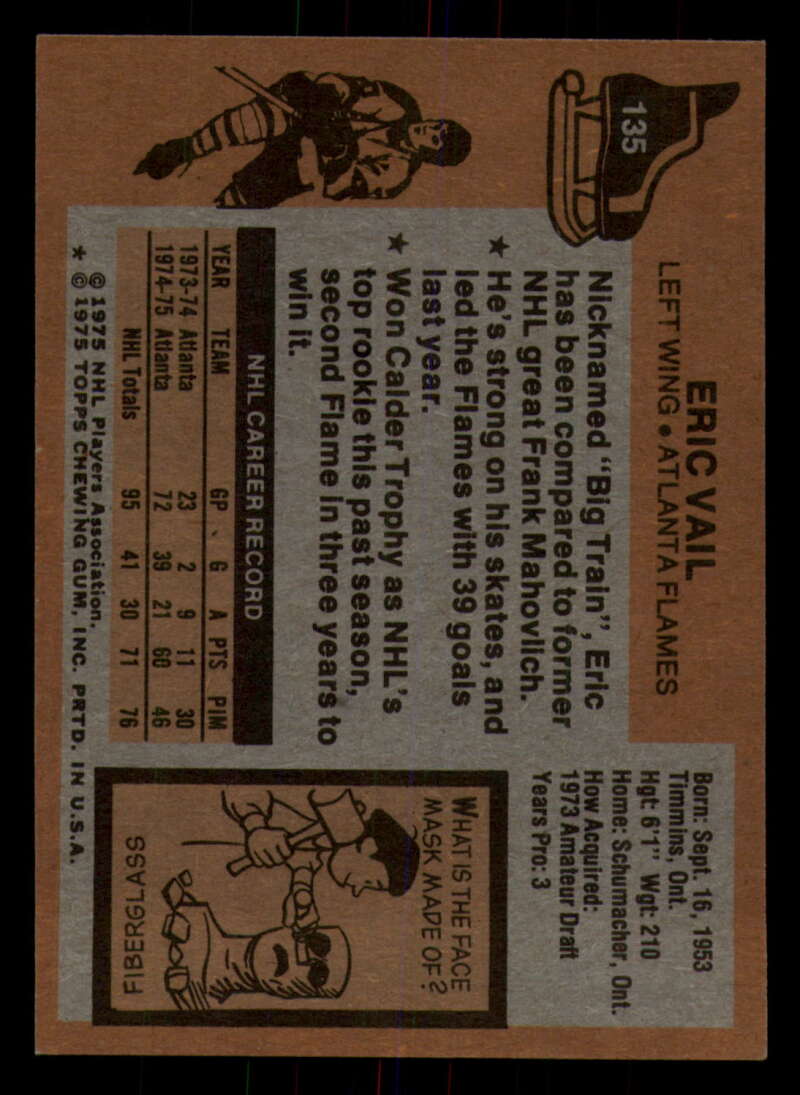 135
ERIC VAIL
LEFT WING • ATLANTA FLAMES
Nicknamed "Big Train", Eric
has been compared to former
NHL great Frank Mahovlich.
★ He's strong on his skates, and
led the Flames with 39 goals
last year.
★ Won Calder Trophy as NHL's
top rookie this past season,
second Flame in three years to
win it.
NHL CAREER RECORD
YEAR TEAM GP G A PTS PIM
1973-74 Atlanta 23 2 9 11 30
1974-75 Atlanta 72 39 21 60 46
NHL Totals 95 41 30 71 76
© 1975 NHL Players Association.
★ © 1975 TOPPS CHEWING GUM, INC. PRTD. IN U.S.A.
Born: Sept. 16, 1953
Timmins, Ont.
Hgt: 6'1" Wgt: 210
Home: Schumacher, Ont.
How Acquired:
1973 Amateur Draft
Years Pro: 3
WHAT IS THE FACE
MASK MADE OF?
FIBERGLASS